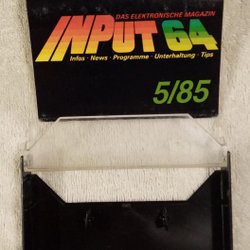 DAS ELEKTRONISCHE MAGAZIN
INPUT 64
Infos · News · Programme · Unterhaltung · Tips
5/85